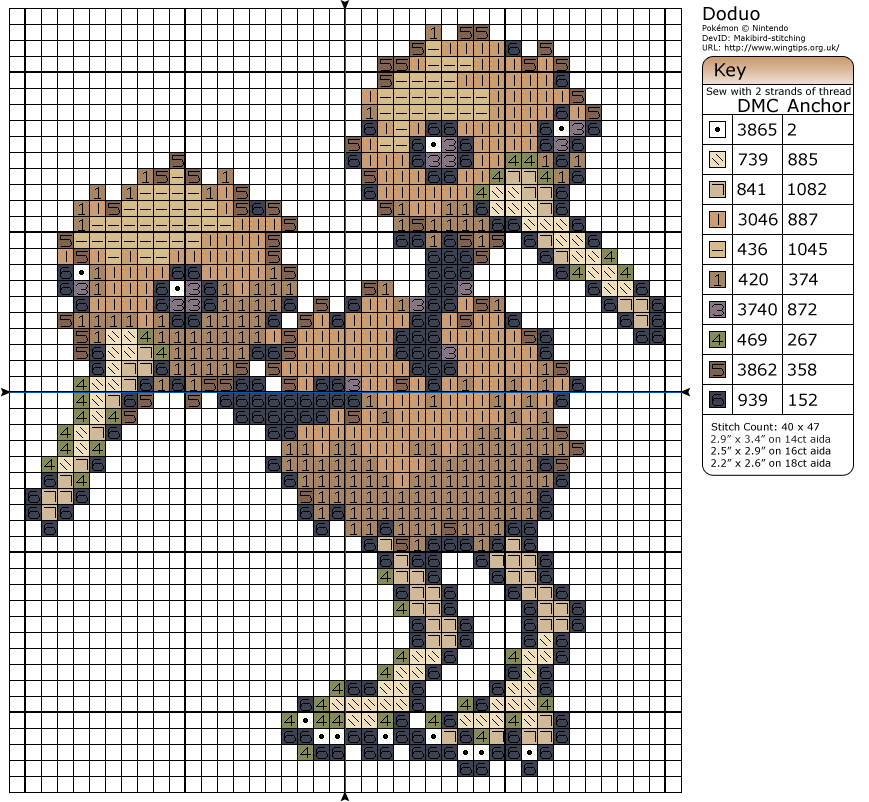 Doduo
Pokémon © Nintendo
DevID: Makibird-stitching
URL: http://www.wingtips.org.uk/
Key
Sew with 2 strands of thread
DMC Anchor
3865 2
739 885
841 1082
3046 887
436 1045
1 420 374
3 3740 872
4 469 267
5 3862 358
6 939 152
Stitch Count: 40 x 47
2.9” x 3.4” on 14ct aida
2.5” x 2.9” on 16ct aida
2.2” x 2.6” on 18ct aida